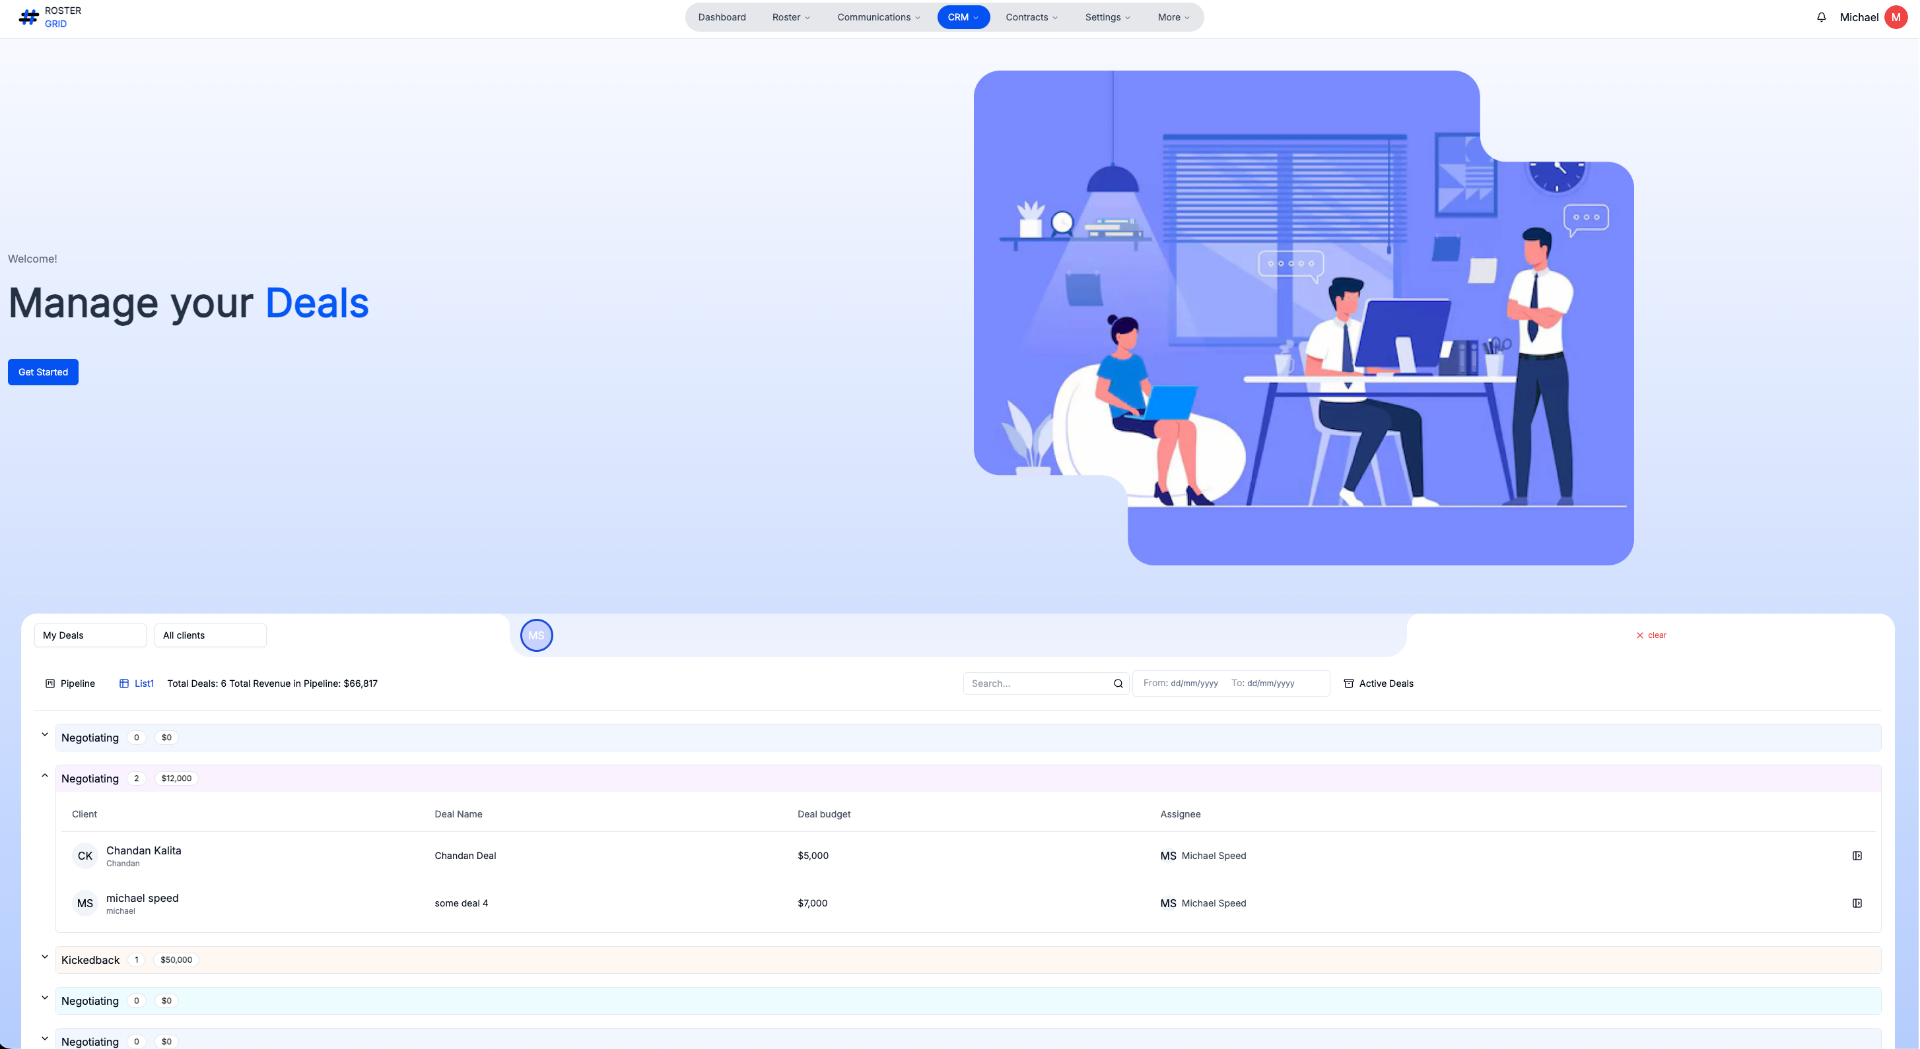 ROSTER
GRID
Dashboard Roster Communications CRM Contracts Settings More
Michael M
Welcome!
Manage your Deals
Get Started
My Deals All clients MS clear
Pipeline List1 Total Deals: 6 Total Revenue in Pipeline: $66,817 Search... From: dd/mm/yyyy To: dd/mm/yyyy Active Deals
Negotiating 0 $0
Negotiating 2 $12,000
Client Deal Name Deal budget Assignee
CK Chandan Kalita Chandan Deal $5,000 MS Michael Speed
Chandan
MS michael speed some deal 4 $7,000 MS Michael Speed
michael
Kickedback 1 $50,000
Negotiating 0 $0
Negotiating 0 $0